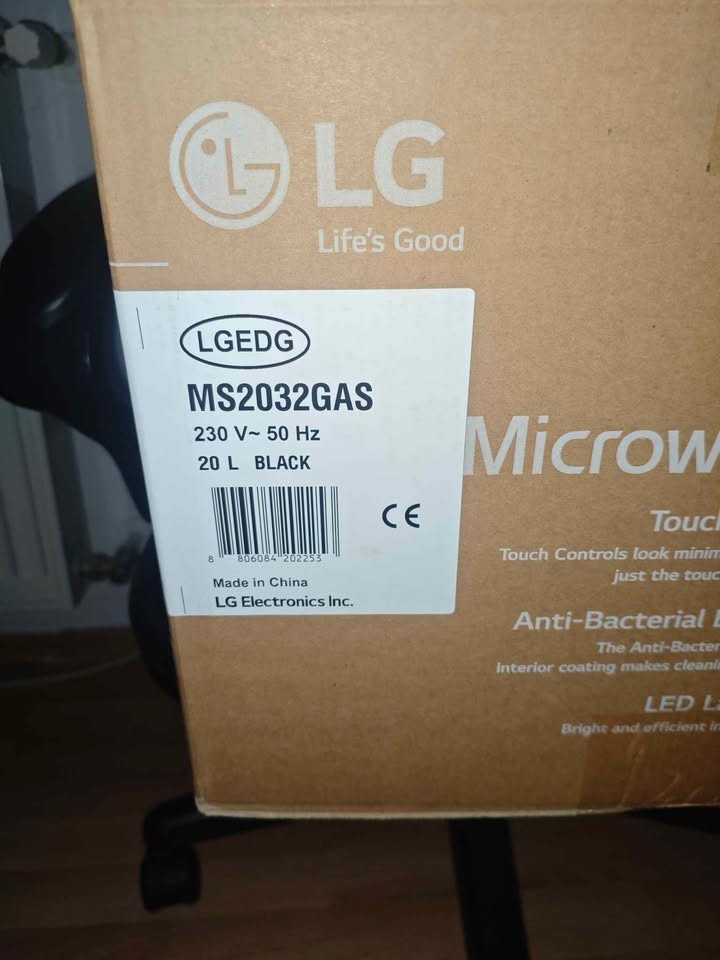 LG
LG
Life's Good
LGEDG
MS2032GAS
230 V~ 50 Hz
20 L BLACK
CE
8 806084 202253
Made in China
LG Electronics Inc.
Microw
Touc
Touch Controls look minim
just the touc
Anti-Bacterial
The Anti-Bacter
interior coating makes cleani
LED L
Bright and efficient in